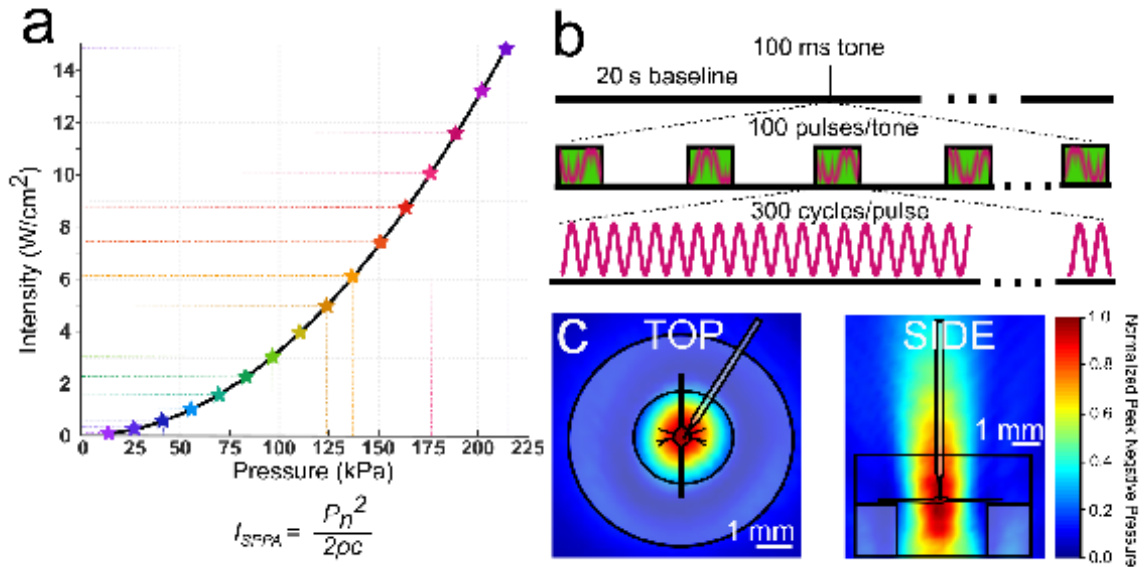 a
Intensity (W/cm²)
14
12
10
8
6
4
2
0
0 25 50 75 100 125 150 175 200 225
Pressure (kPa)
I_SPPA = P_n² / 2ρc
b
100 ms tone
20 s baseline
100 pulses/tone
300 cycles/pulse
C TOP
1 mm
SIDE
1 mm
1.0
0.8
0.6
0.4
0.2
0.0
Normalized Peak Negative Pressure